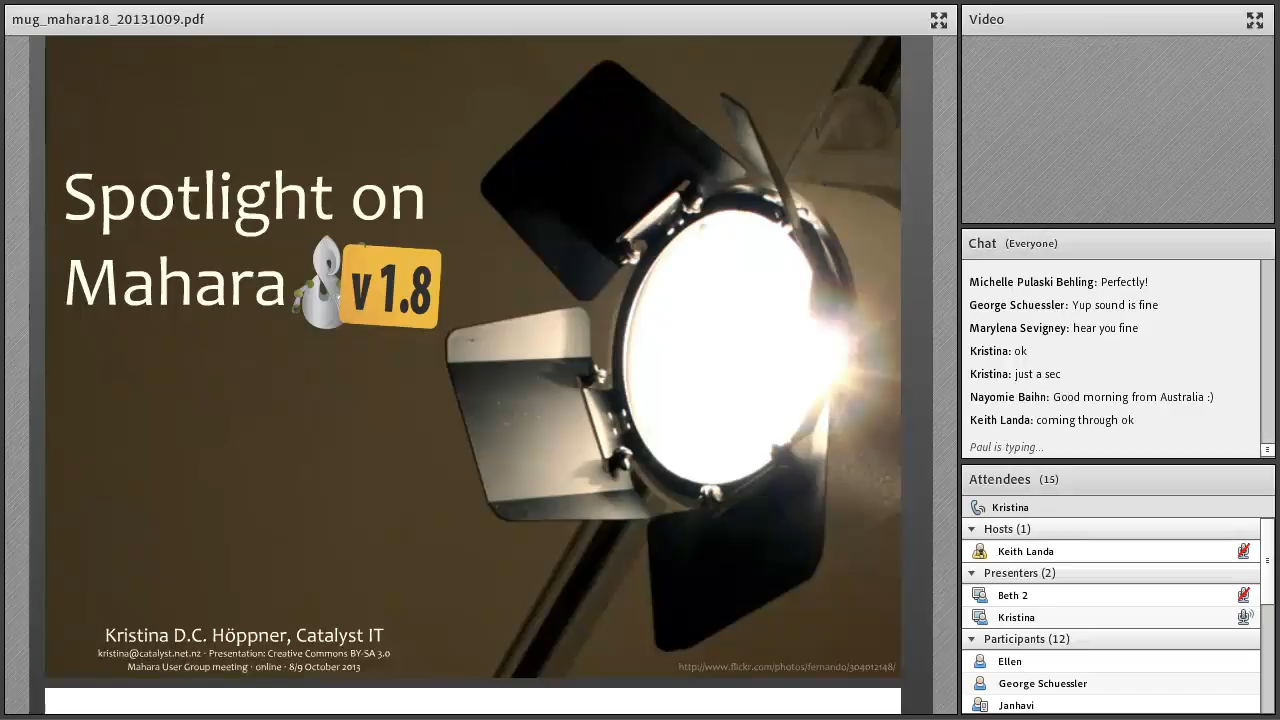 mug_mahara18_20131009.pdf
Spotlight on
Mahara v 1.8
Kristina D.C. Höppner, Catalyst IT
kristina@catalyst.net.nz · Presentation: Creative Commons BY-SA 3.0
Mahara User Group meeting · online · 8/9 October 2013
http://www.flickr.com/photos/fernando/304012148/
Video
Chat (Everyone)
Michelle Pulaski Behling: Perfectly!
George Schuessler: Yup sound is fine
Marylena Sevigney: hear you fine
Kristina: ok
Kristina: just a sec
Nayomie Baihn: Good morning from Australia :)
Keith Landa: coming through ok
Paul is typing...
Attendees (15)
Kristina
Hosts (1)
Keith Landa
Presenters (2)
Beth 2
Kristina
Participants (12)
Ellen
George Schuessler
Janhavi